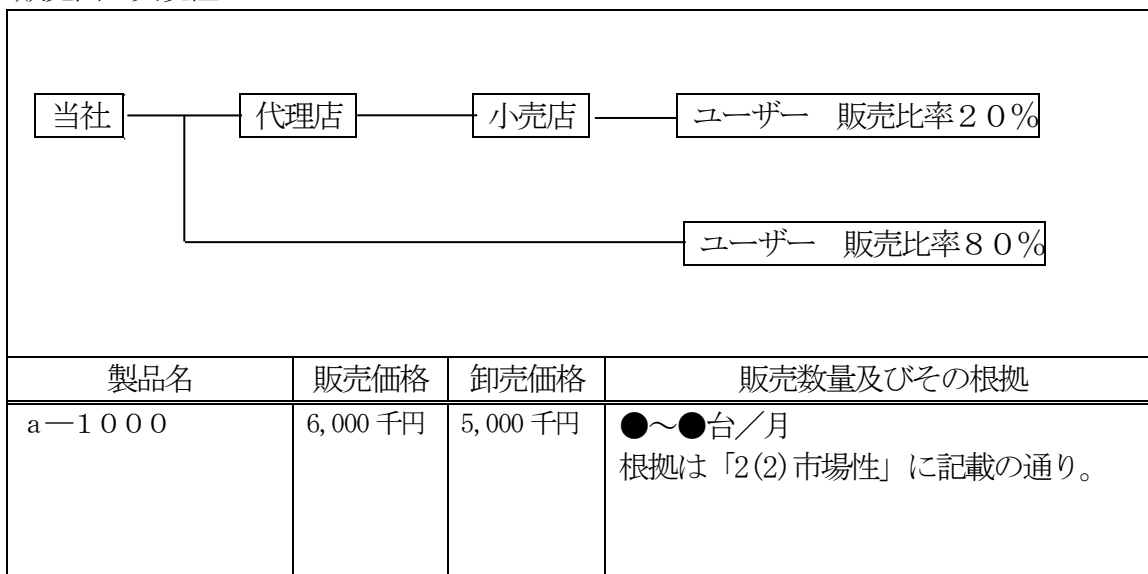 当社 代理店 小売店 ユーザー 販売比率20%
ユーザー 販売比率80%
製品名 販売価格 卸売価格 販売数量及びその根拠
a-1000 6,000千円 5,000千円 ●~●台/月
根拠は「2(2)市場性」に記載の通り。